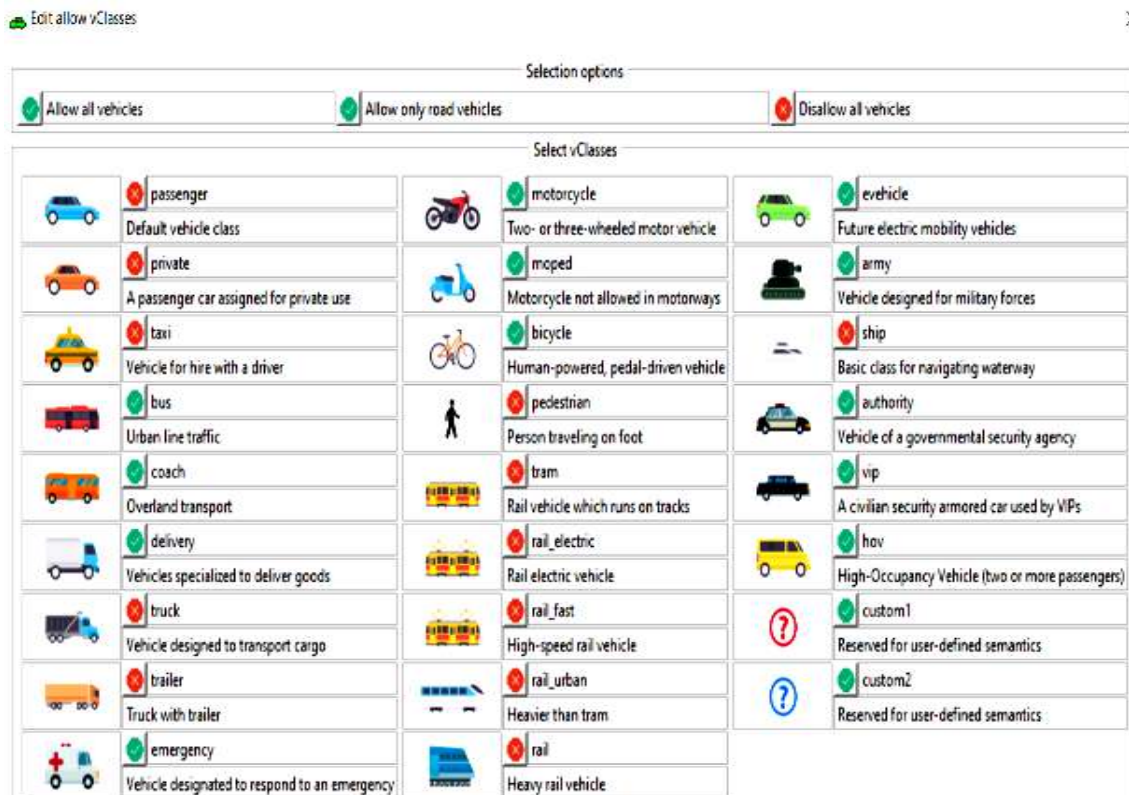 Edit allow vClasses
Selection options
Allow all vehicles
Allow only road vehicles
Disallow all vehicles
Select vClasses
passenger
Default vehicle class
private
A passenger car assigned for private use
taxi
Vehicle for hire with a driver
bus
Urban line traffic
coach
Overland transport
delivery
Vehicles specialized to deliver goods
truck
Vehicle designed to transport cargo
trailer
Truck with trailer
emergency
Vehicle designated to respond to an emergency
motorcycle
Two- or three-wheeled motor vehicle
moped
Motorcycle not allowed in motorways
bicycle
Human-powered, pedal-driven vehicle
pedestrian
Person traveling on foot
tram
Rail vehicle which runs on tracks
rail_electric
Rail electric vehicle
rail_fast
High-speed rail vehicle
rail_urban
Heavier than tram
rail
Heavy rail vehicle
evehicle
Future electric mobility vehicles
army
Vehicle designed for military forces
ship
Basic class for navigating waterway
authority
Vehicle of a governmental security agency
vip
A civilian security armored car used by VIPs
hov
High-Occupancy Vehicle (two or more passengers)
? custom1
Reserved for user-defined semantics
? custom2
Reserved for user-defined semantics